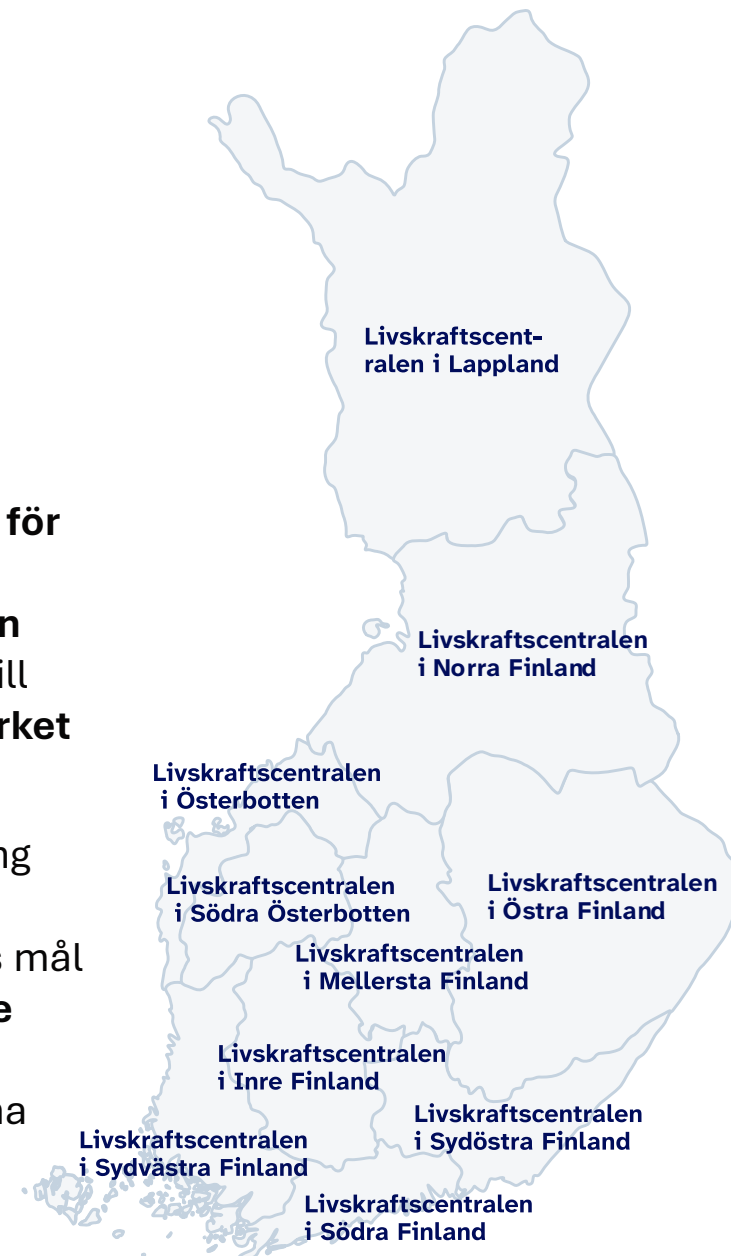 för
n
ill
rket
ng
s mål
e
na
Livskraftscent-
ralen i Lappland
Livskraftscentralen
i Norra Finland
Livskraftscentralen
i Österbotten
Livskraftscentralen
i Södra Österbotten
Livskraftscentralen
i Östra Finland
Livskraftscentralen
i Mellersta Finland
Livskraftscentralen
i Inre Finland
Livskraftscentralen
i Sydöstra Finland
Livskraftscentralen
i Sydvästra Finland
Livskraftscentralen
i Södra Finland